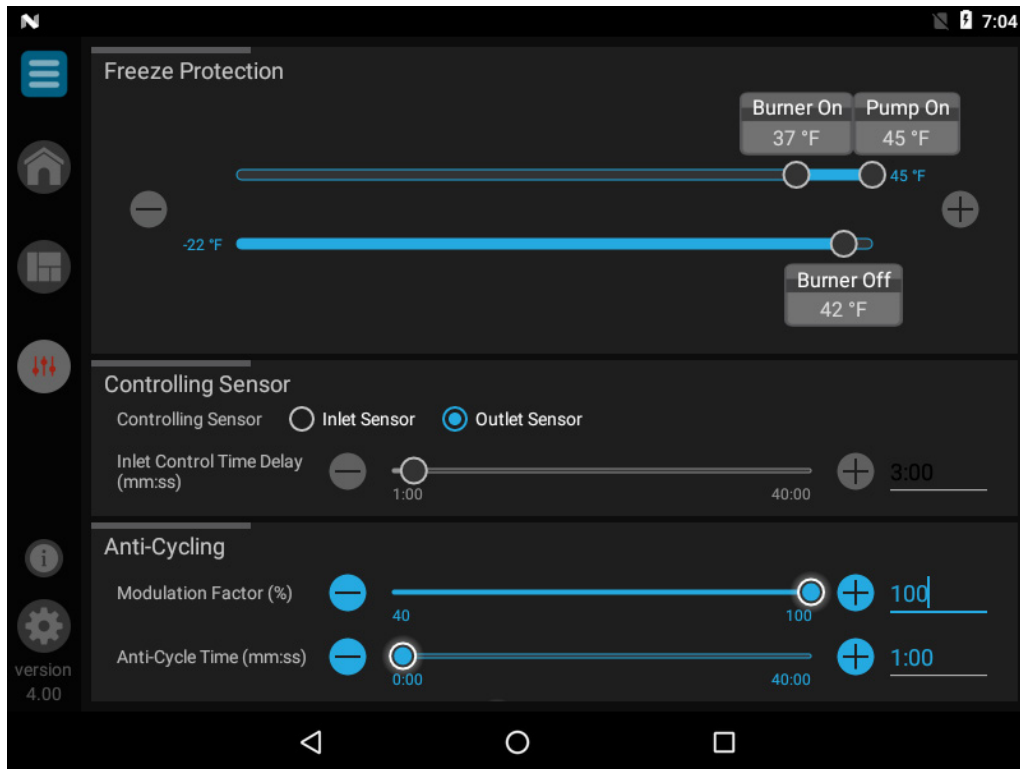 7:04
Freeze Protection
Burner On Pump On
37 °F 45 °F
45 °F
-22 °F
Burner Off
42 °F
Controlling Sensor
Controlling Sensor Inlet Sensor Outlet Sensor
Inlet Control Time Delay
(mm:ss)
1:00 40:00 3:00
Anti-Cycling
Modulation Factor (%) 100
40 100
Anti-Cycle Time (mm:ss) 1:00
0:00 40:00
version
4.00